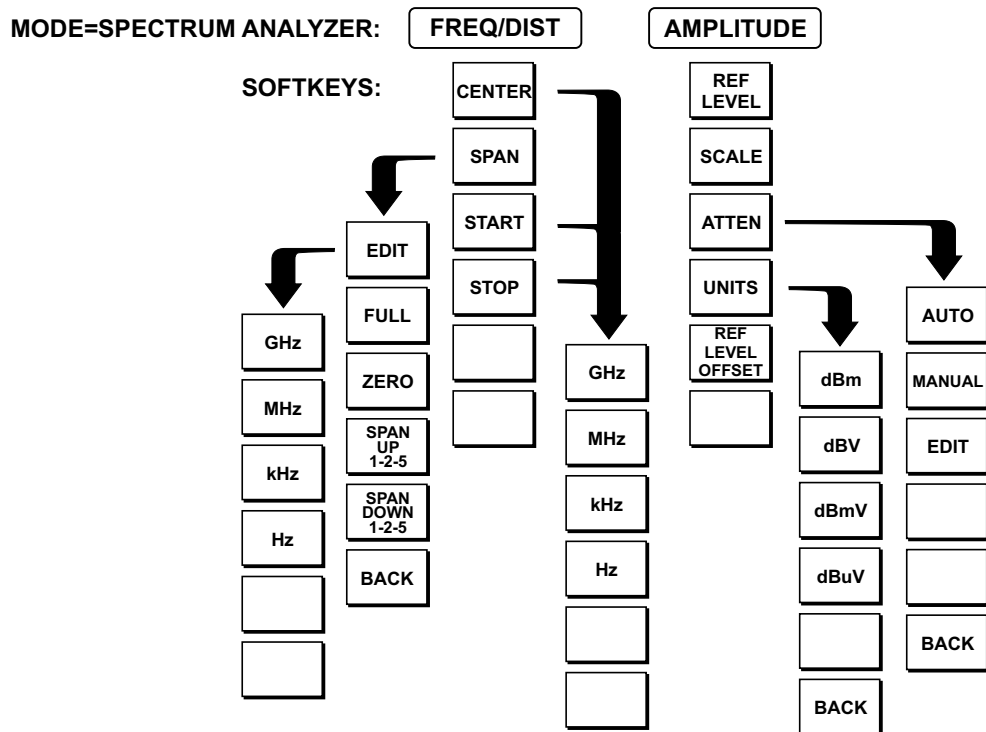 MODE=SPECTRUM ANALYZER:
FREQ/DIST
AMPLITUDE
SOFTKEYS:
CENTER
SPAN
START
STOP
EDIT
FULL
ZERO
SPAN
UP
1-2-5
SPAN
DOWN
1-2-5
BACK
GHz
MHz
kHz
Hz
GHz
MHz
kHz
Hz
REF
LEVEL
SCALE
ATTEN
UNITS
REF
LEVEL
OFFSET
dBm
dBV
dBmV
dBuV
BACK
AUTO
MANUAL
EDIT
BACK